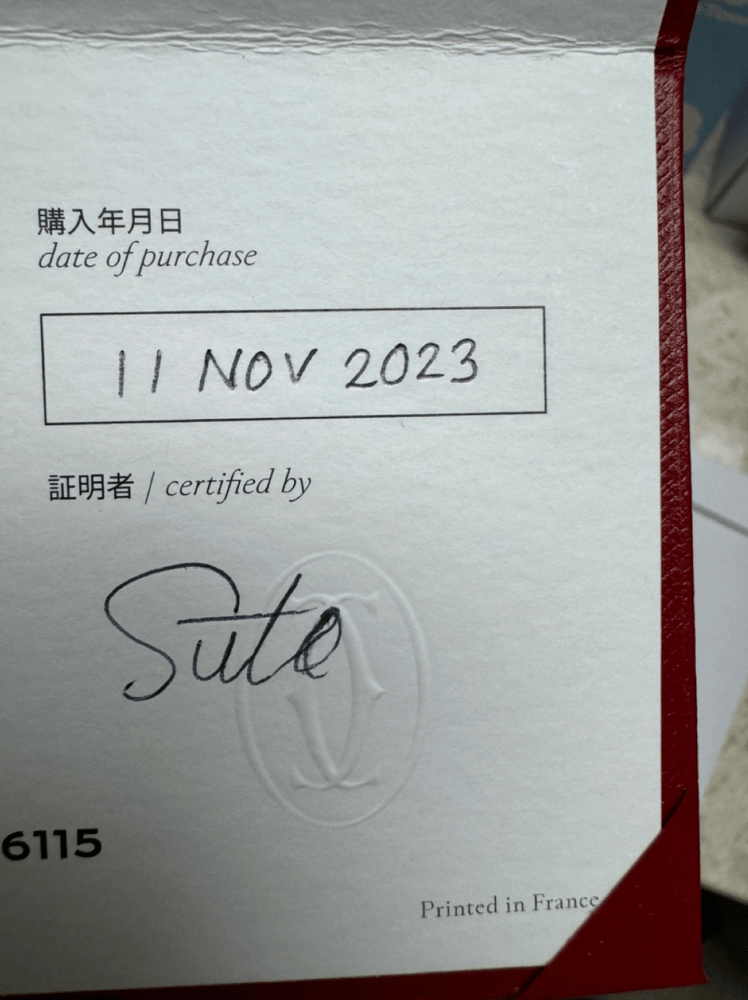 購入年月日
date of purchase
11 NOV 2023
証明者 / certified by
6115
Printed in France